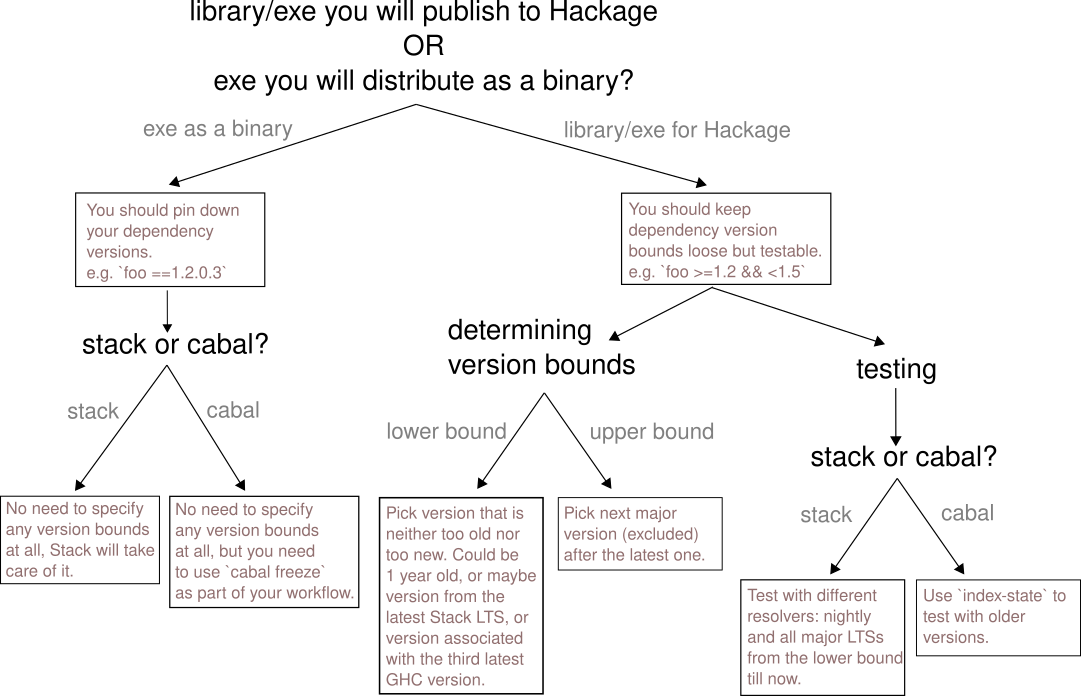 library/exe you will publish to Hackage
OR
exe you will distribute as a binary?
exe as a binary
library/exe for Hackage
You should pin down
your dependency
versions.
e.g. `foo ==1.2.0.3`
You should keep
dependency version
bounds loose but testable.
e.g. `foo >=1.2 && <1.5`
stack or cabal?
stack
cabal
No need to specify
any version bounds
at all, Stack will take
care of it.
No need to specify
any version bounds
at all, but you need
to use `cabal freeze`
as part of your workflow.
determining
version bounds
lower bound
upper bound
Pick version that is
neither too old nor
too new. Could be
1 year old, or maybe
version from the
latest Stack LTS, or
version associated
with the third latest
GHC version.
Pick next major
version (excluded)
after the latest one.
testing
stack or cabal?
stack
cabal
Test with different
resolvers: nightly
and all major LTSs
from the lower bound
till now.
Use `index-state` to
test with older
versions.